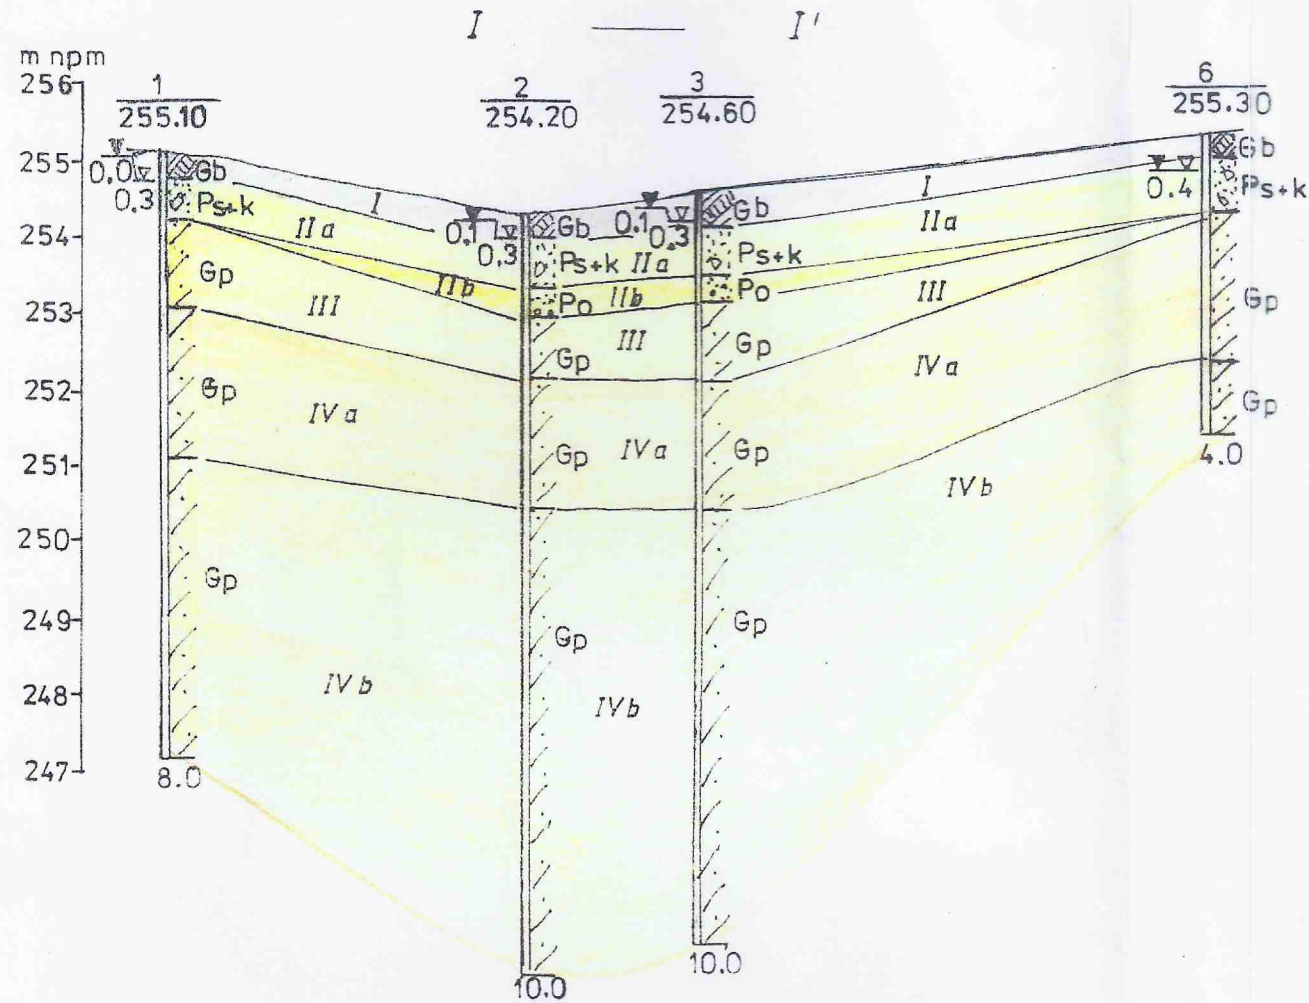 I — I'
m npm
256
255
254
253
252
251
250
249
248
247
1
255.10
2
254.20
3
254.60
6
255.30
0,0
0.3
Gb
Ps+k
Gp
Gp
Gp
8.0
I
IIa
IIb
III
IVa
IVb
0.1
0,3
Gb
Ps+k
Po
Gp
Gp
Gp
10.0
IIa
IIb
III
IVa
IVb
0.1
0.3
Gb
Ps+k
Po
Gp
Gp
Gp
10.0
I
IIa
III
IVa
IVb
0.4
Gb
Ps+k
Gp
Gp
4.0